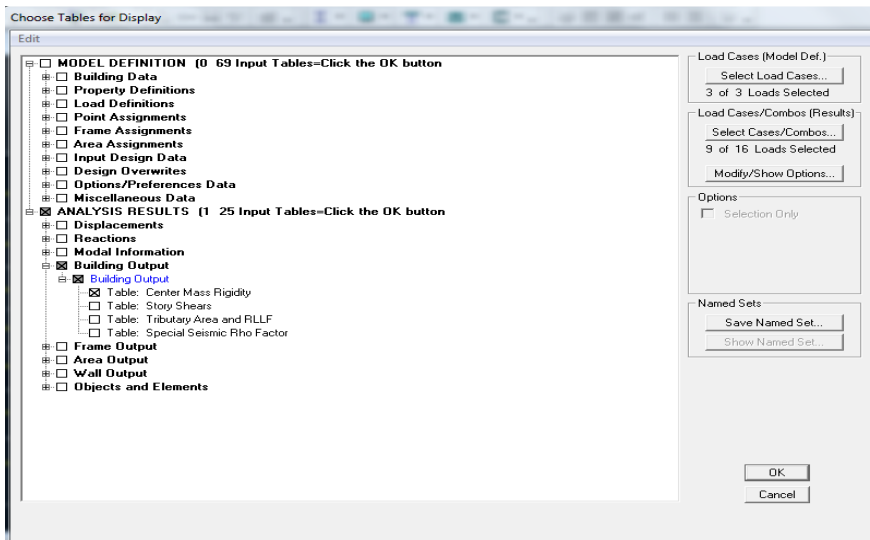 Choose Tables for Display
Edit
MODEL DEFINITION (0 69 Input Tables=Click the OK button
Building Data
Property Definitions
Load Definitions
Point Assignments
Frame Assignments
Area Assignments
Input Design Data
Design Overwrites
Options/Preferences Data
Miscellaneous Data
ANALYSIS RESULTS (1 25 Input Tables=Click the OK button
Displacements
Reactions
Modal Information
Building Output
Building Output
Table: Center Mass Rigidity
Table: Story Shears
Table: Tributary Area and RLLF
Table: Special Seismic Rho Factor
Frame Output
Area Output
Wall Output
Objects and Elements
Load Cases (Model Def.)
Select Load Cases...
3 of 3 Loads Selected
Load Cases/Combos (Results)
Select Cases/Combos...
9 of 16 Loads Selected
Modify/Show Options...
Options
Selection Only
Named Sets
Save Named Set...
Show Named Set...
OK
Cancel